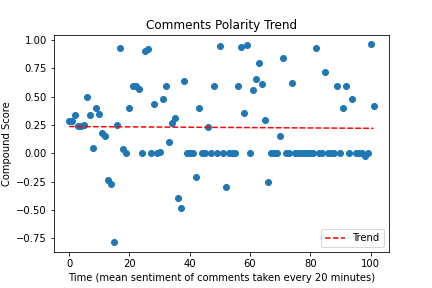 Comments Polarity Trend
1.00
0.75
0.50
0.25
0.00
−0.25
−0.50
−0.75
Compound Score
0 20 40 60 80 100
Time (mean sentiment of comments taken every 20 minutes)
Trend